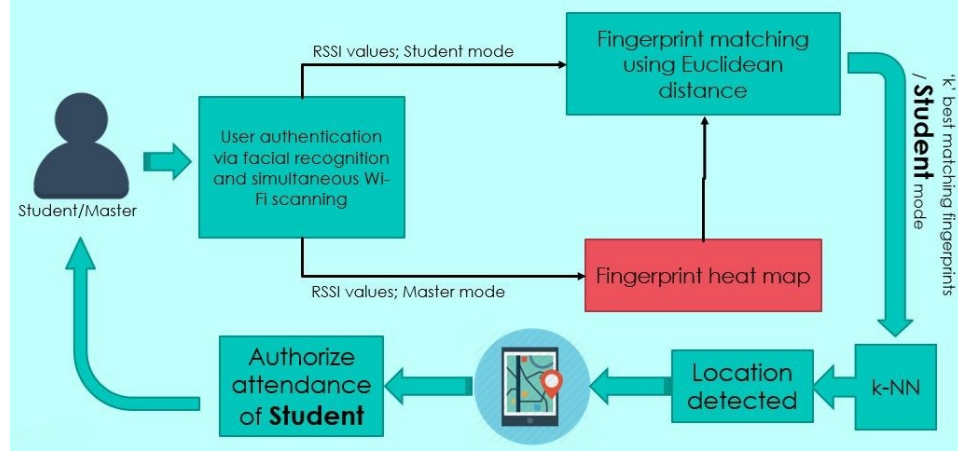 RSSI values; Student mode
Fingerprint matching
using Euclidean
distance
'k' best matching fingerprints
/ Student mode
User authentication
via facial recognition
and simultaneous Wi-
Fi scanning
Student/Master
RSSI values; Master mode
Fingerprint heat map
Authorize
attendance
of Student
Location
detected
k-NN